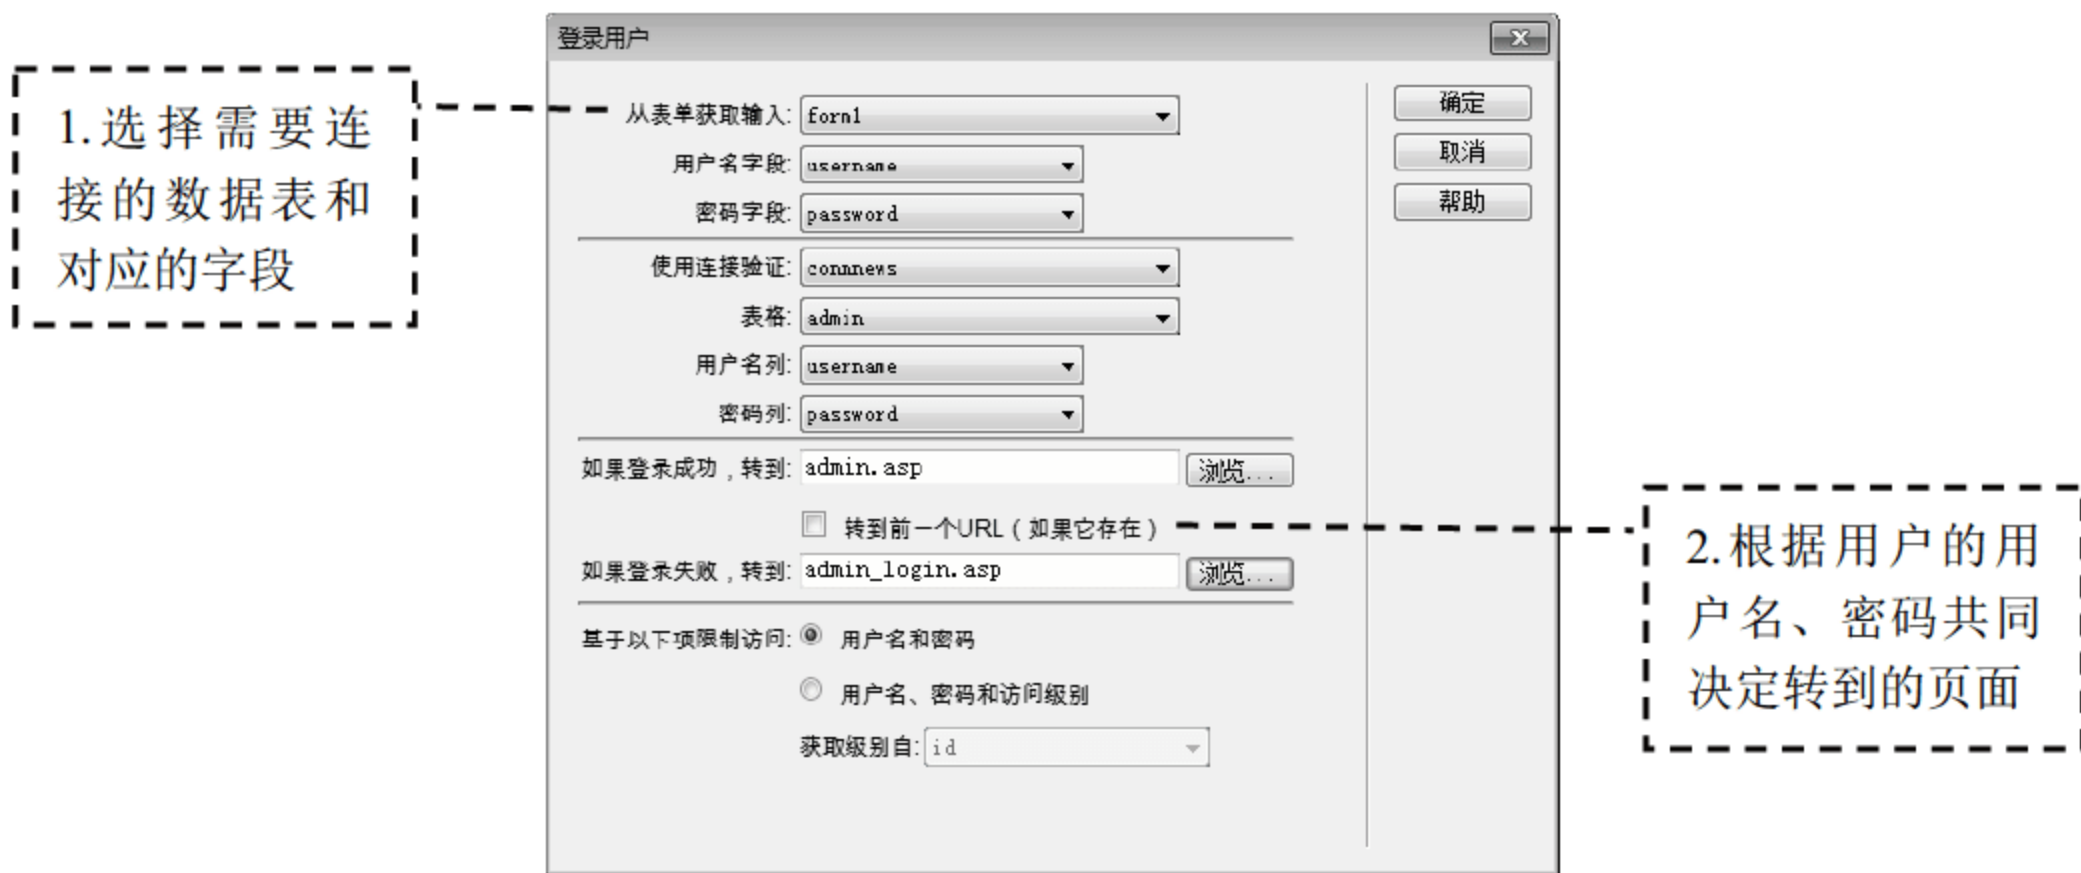 登录用户
1.选择需要连
接的数据表和
对应的字段
从表单获取输入: form1
用户名字段: username
密码字段: password
使用连接验证: connnews
表格: admin
用户名列: username
密码列: password
如果登录成功，转到: admin.asp 浏览...
转到前一个URL（如果它存在）
如果登录失败，转到: admin_login.asp 浏览...
基于以下项限制访问: 用户名和密码
用户名、密码和访问级别
获取级别自: id
确定
取消
帮助
2.根据用户的用
户名、密码共同
决定转到的页面